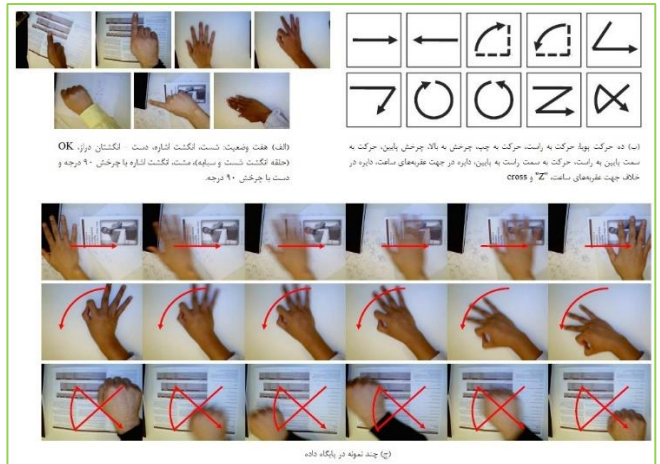 (الف) هفت وضعیت: شست، انگشت اشاره، دست - انگشتان دراز، OK
(حلقه انگشت شست و سبابه)، مشت، انگشت اشاره با چرخش ۹۰ درجه و
دست با چرخش ۹۰ درجه.
(ب) ده حرکت پویا: حرکت به راست، حرکت به چپ، چرخش به بالا، چرخش پایین، حرکت به
سمت پایین به راست، حرکت به سمت راست به پایین، دایره در جهت عقربه‌های ساعت، دایره در
خلاف جهت عقربه‌های ساعت، "Z" و cross
(ج) چند نمونه در پایگاه داده